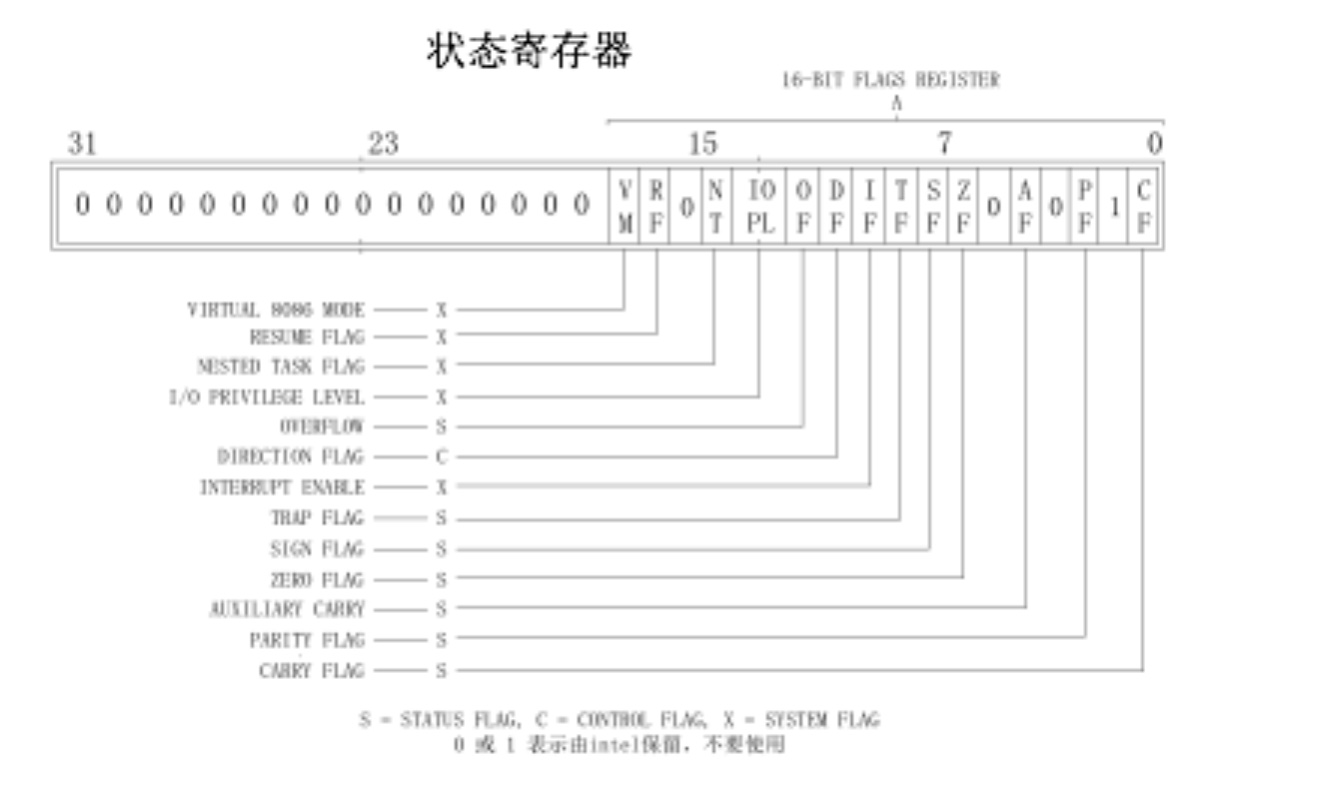 状态寄存器
16-BIT FLAGS REGISTER
31 23 15 7 0
0 0 0 0 0 0 0 0 0 0 0 0 0 0 0 0 0 VM RF 0 NT IOPL OF DF IF TF SF ZF 0 AF 0 PF 1 CF
VIRTUAL 8086 MODE X
RESUME FLAG X
NESTED TASK FLAG X
I/O PRIVILEGE LEVEL X
OVERFLOW S
DIRECTION FLAG C
INTERRUPT ENABLE X
TRAP FLAG S
SIGN FLAG S
ZERO FLAG S
AUXILIARY CARRY S
PARITY FLAG S
CARRY FLAG S
S = STATUS FLAG, C = CONTROL FLAG, X = SYSTEM FLAG
0 或 1 表示由intel保留，不要使用